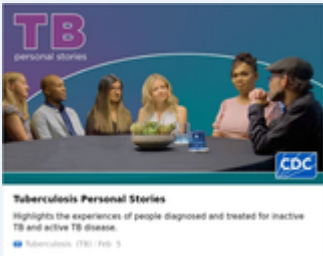 TB
personal stories
CDC
Tuberculosis Personal Stories
Highlights the experiences of people diagnosed and treated for inactive
TB and active TB disease.
Tuberculosis (TB) | Feb. 5